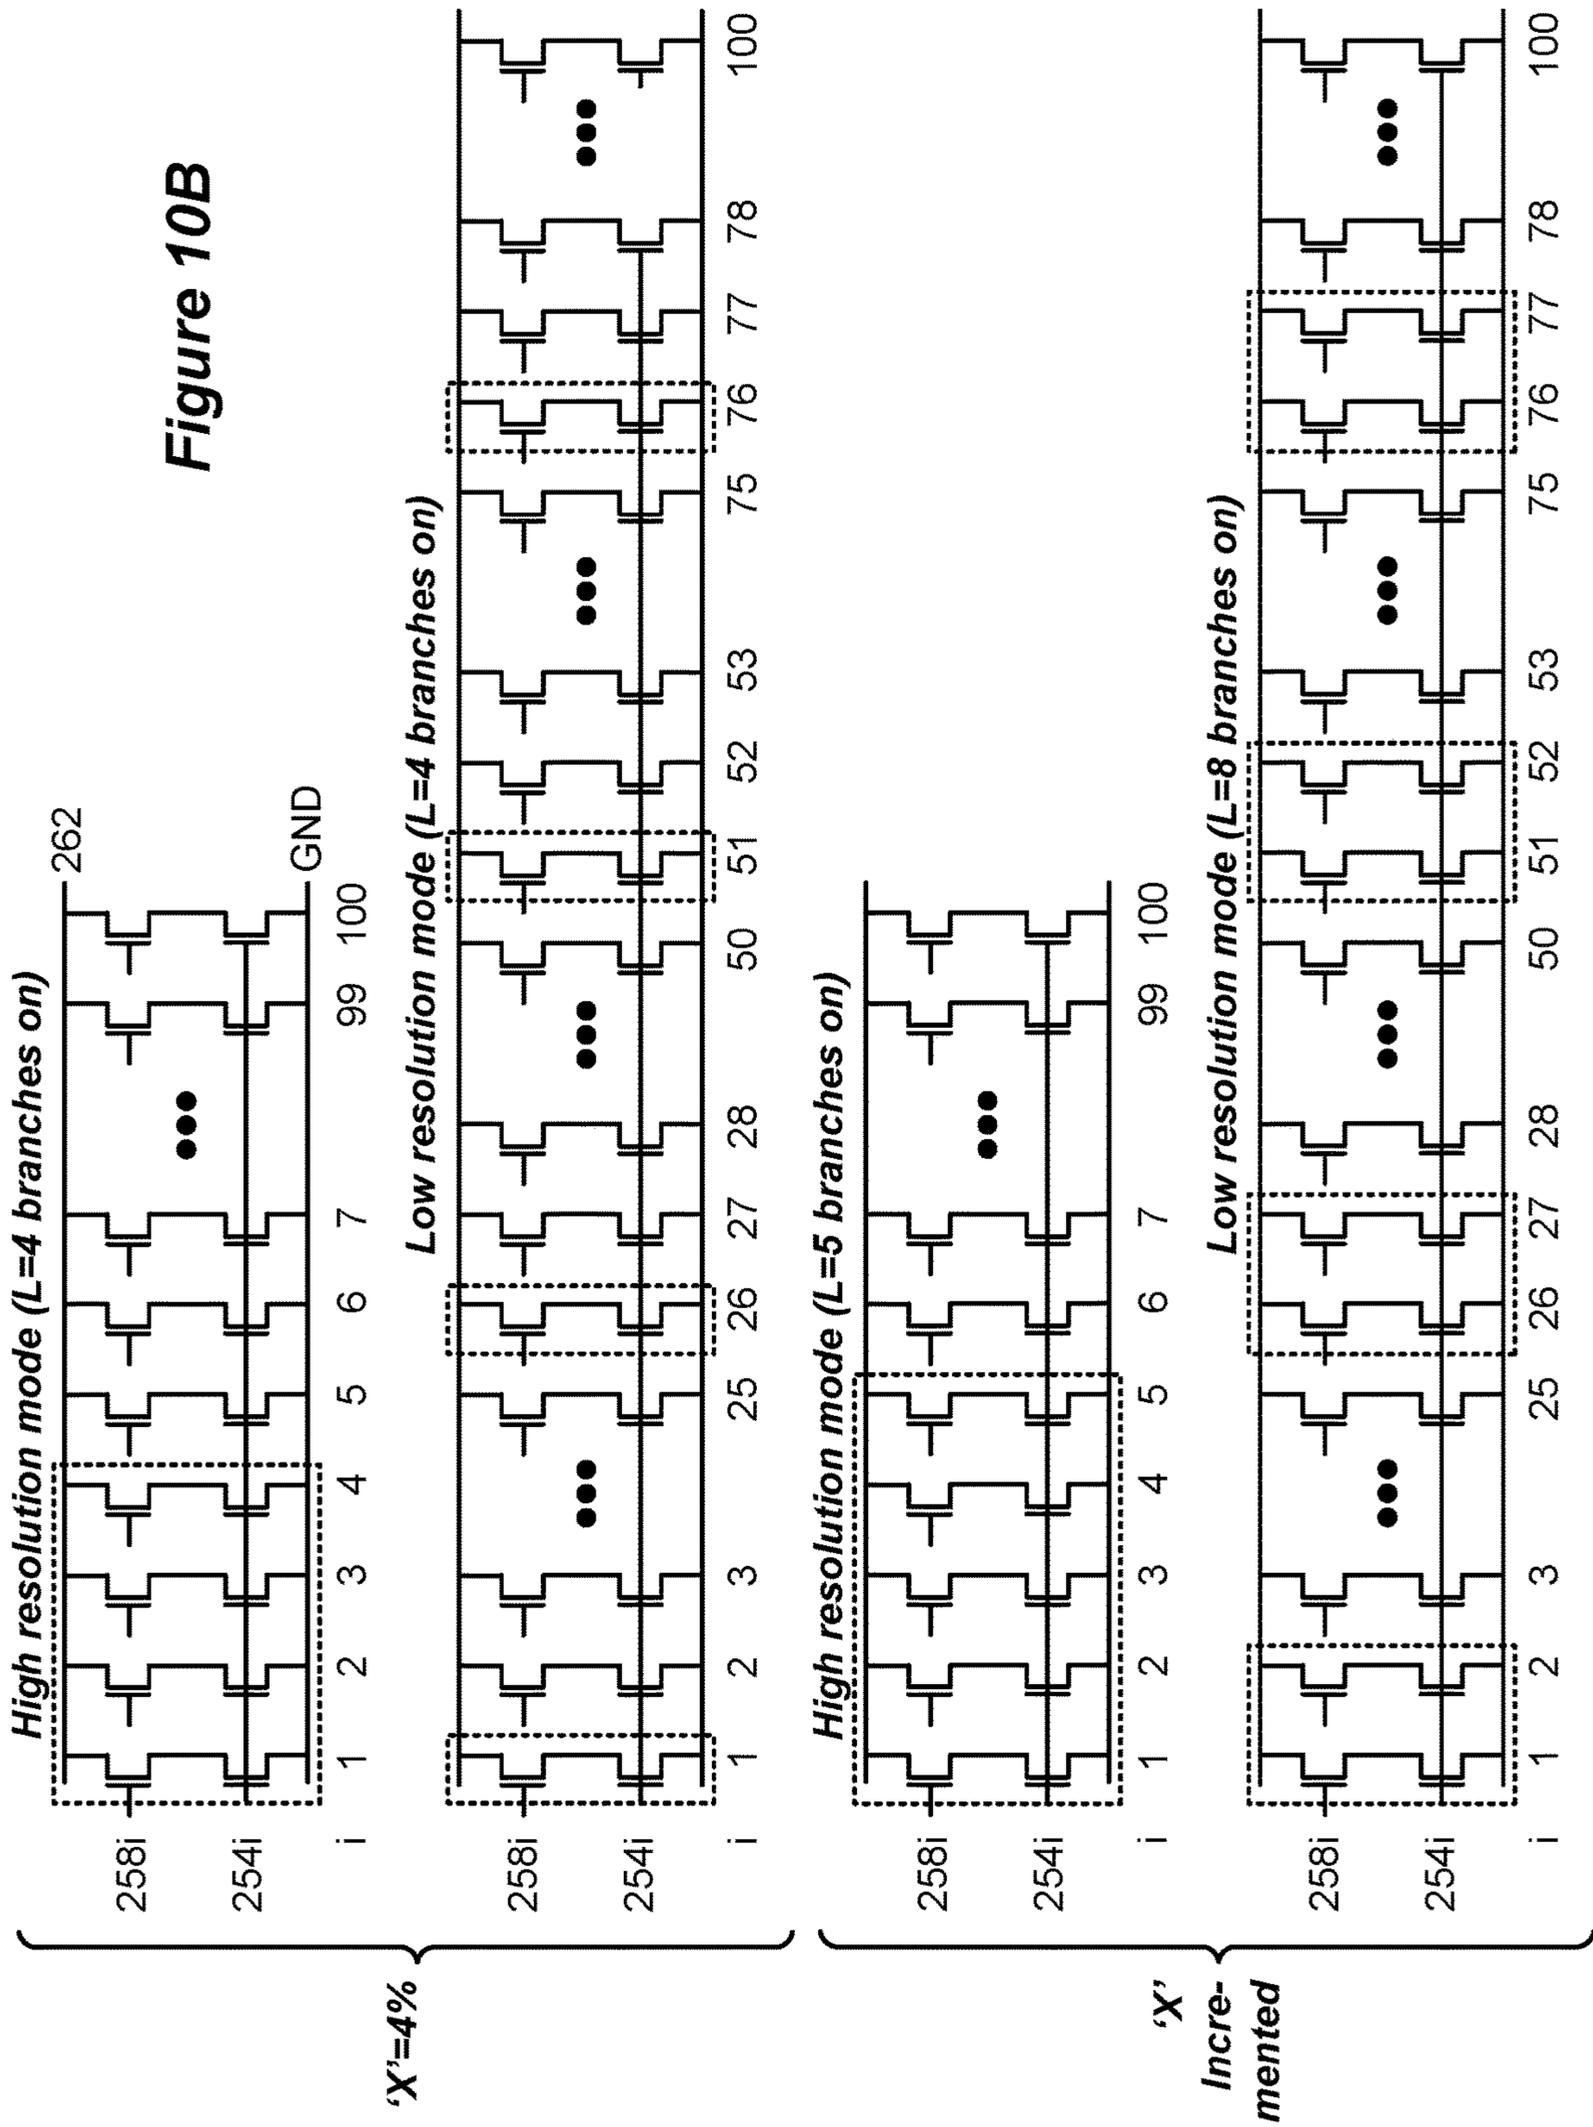 Figure 10B
'X'=4%
High resolution mode (L=4 branches on)
262
258i
254i
GND
i 1 2 3 4 5 6 7 99 100
Low resolution mode (L=4 branches on)
258i
254i
i 1 2 3 25 26 27 28 50 51 52 53 75 76 77 78 100
'X'
Incre-
mented
High resolution mode (L=5 branches on)
258i
254i
i 1 2 3 4 5 6 7 99 100
Low resolution mode (L=8 branches on)
258i
254i
i 1 2 3 25 26 27 28 50 51 52 53 75 76 77 78 100